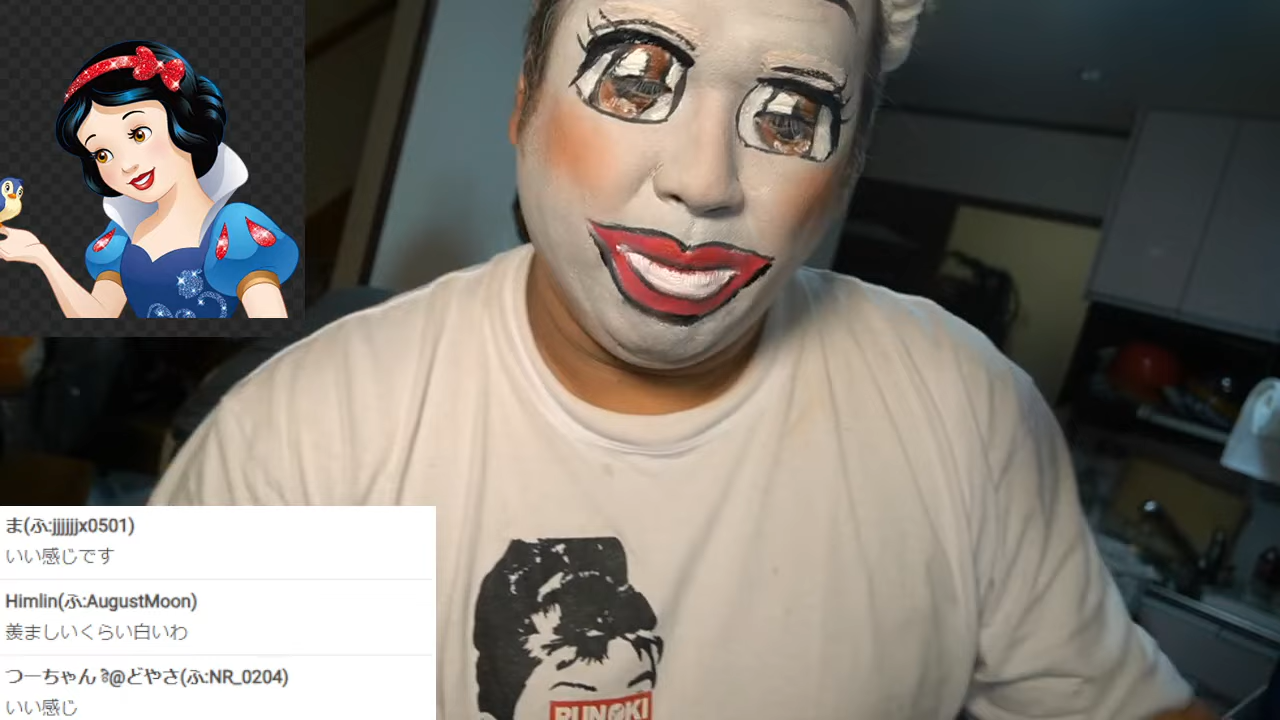 ま(ふ:jjjjjjx0501)
いい感じです
Himlin(ふ:AugustMoon)
羨ましいくらい白いわ
つーちゃん⁠@どやさ(ふ:NR_0204)
いい感じ